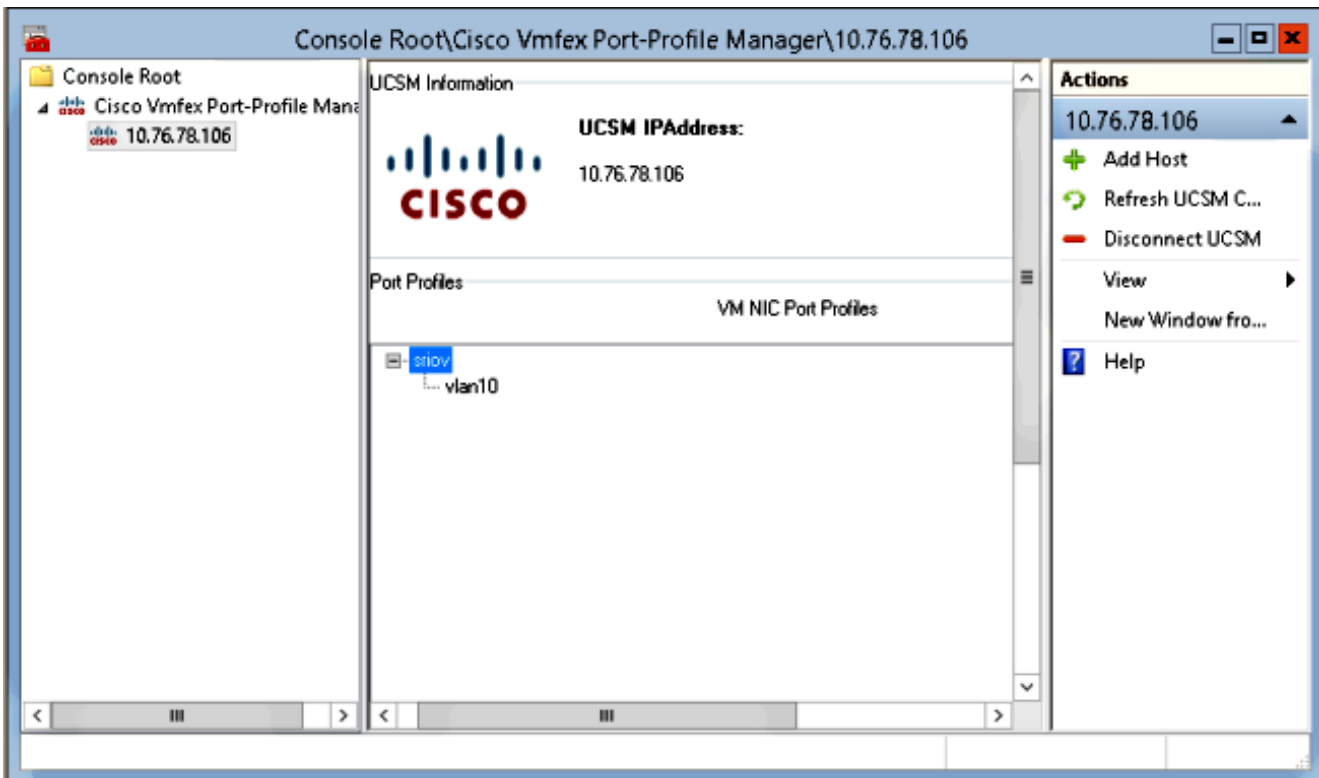 Console Root\Cisco Vmfex Port-Profile Manager\10.76.78.106
Console Root
Cisco Vmfex Port-Profile Mana
10.76.78.106
UCSM Information
CISCO
UCSM IPAddress:
10.76.78.106
Port Profiles
VM NIC Port Profiles
sriov
vlan10
Actions
10.76.78.106
Add Host
Refresh UCSM C...
Disconnect UCSM
View
New Window fro...
Help